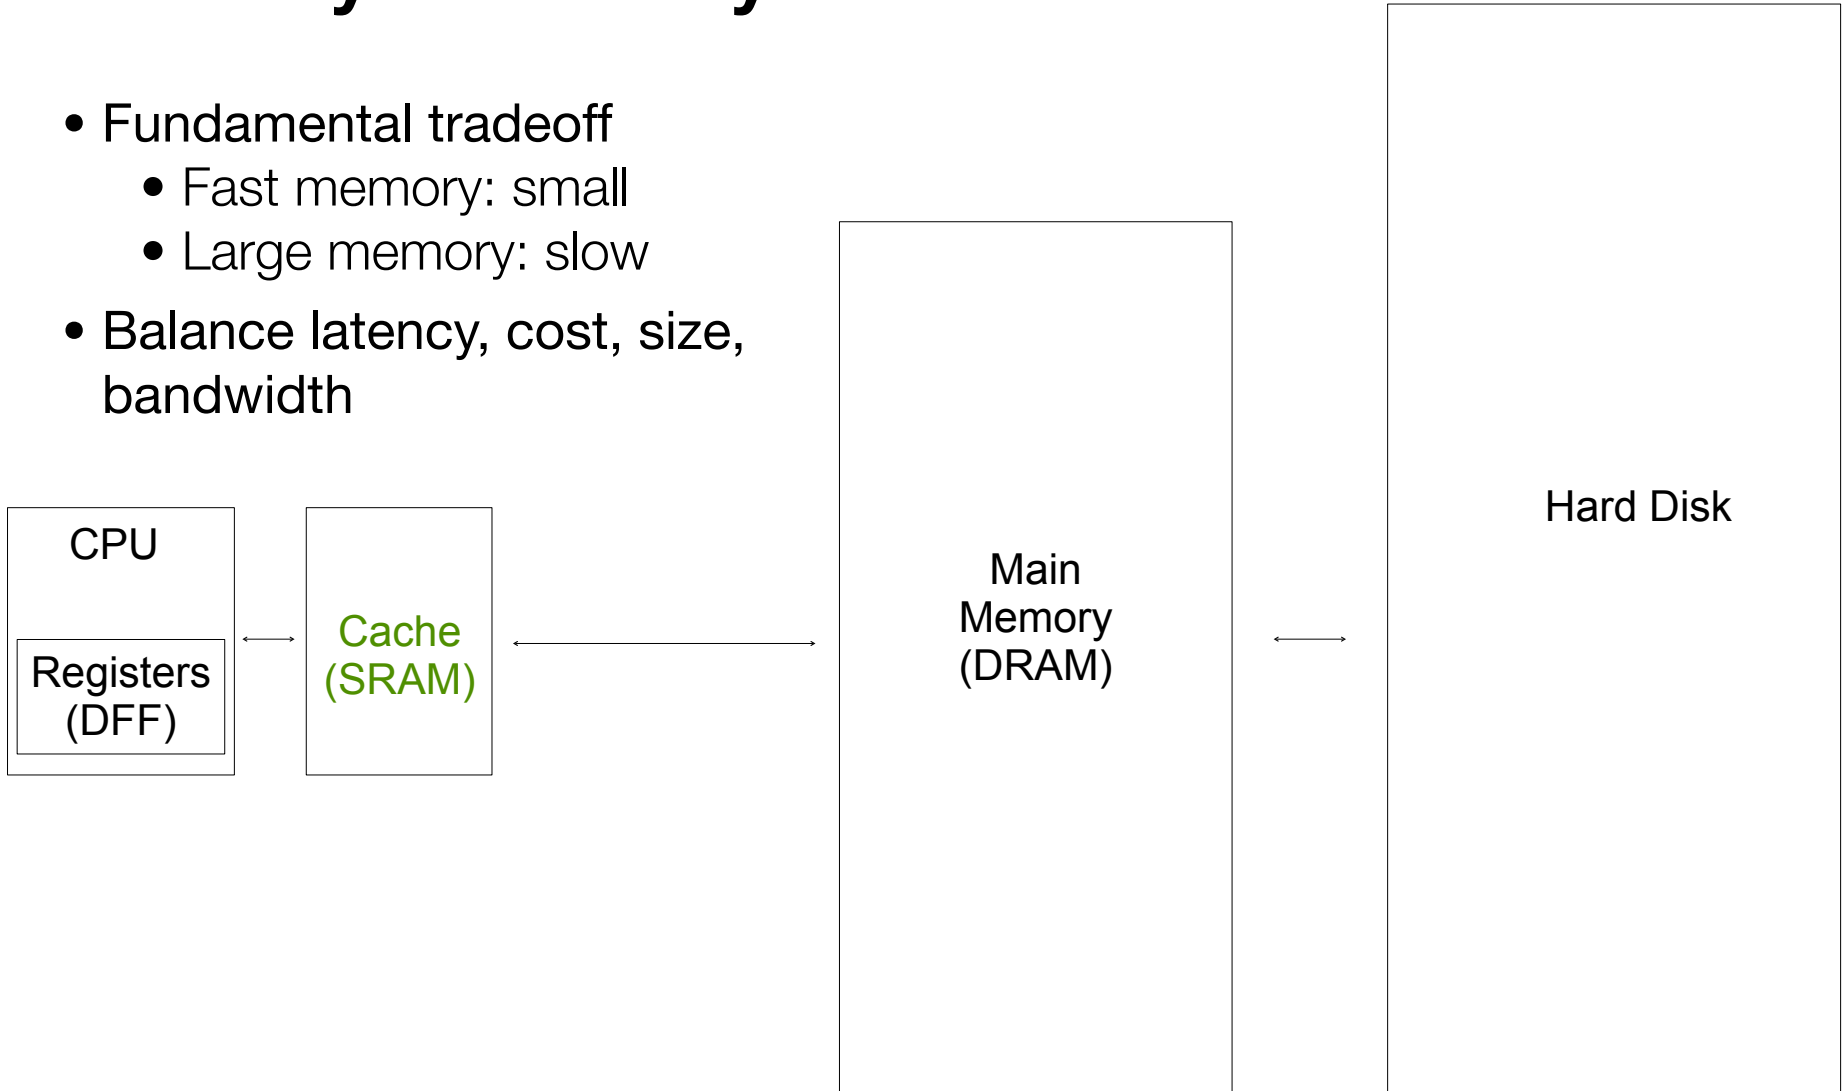 • Fundamental tradeoff
• Fast memory: small
• Large memory: slow
• Balance latency, cost, size,
bandwidth
CPU
Registers
(DFF)
Cache
(SRAM)
Main
Memory
(DRAM)
Hard Disk